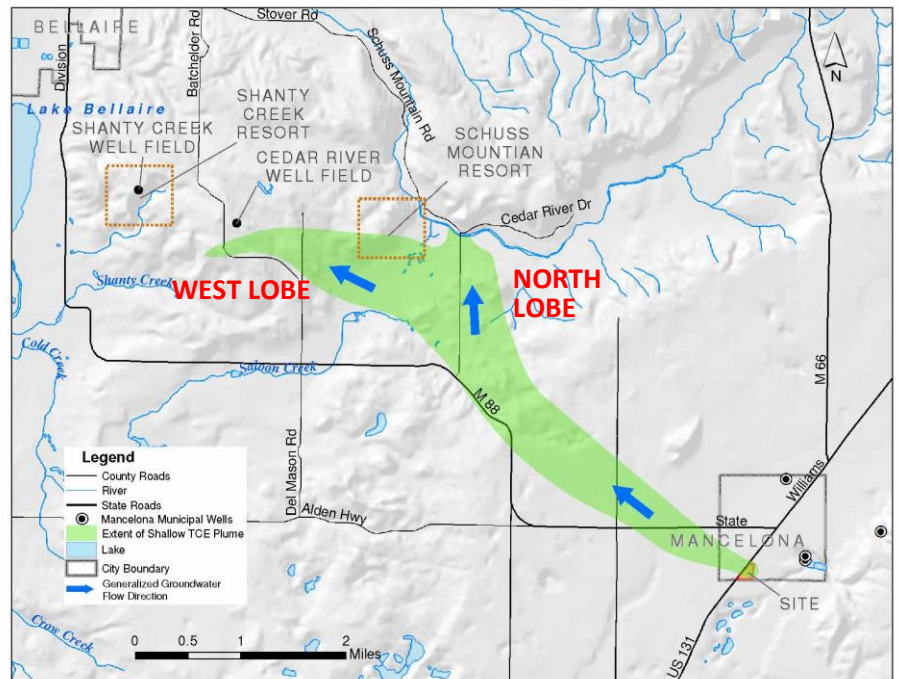 Stover Rd
BELLAIRE
Division
Batchelder Rd
Schuss Mountain Rd
N
Lake Bellaire
SHANTY CREEK
WELL FIELD
SHANTY
CREEK
RESORT
CEDAR RIVER
WELL FIELD
SCHUSS
MOUNTIAN
RESORT
Cedar River Dr
WEST LOBE
NORTH
LOBE
Shanty Creek
Cold Creek
Saloon Creek
M 88
M 66
Del Mason Rd
Alden Hwy
State
Williams
MANCELONA
SITE
US 131
Craw Creek
Legend
County Roads
River
State Roads
Mancelona Municipal Wells
Extent of Shallow TCE Plume
Lake
City Boundary
Generalized Groundwater
Flow Direction
0 0.5 1 2
Miles